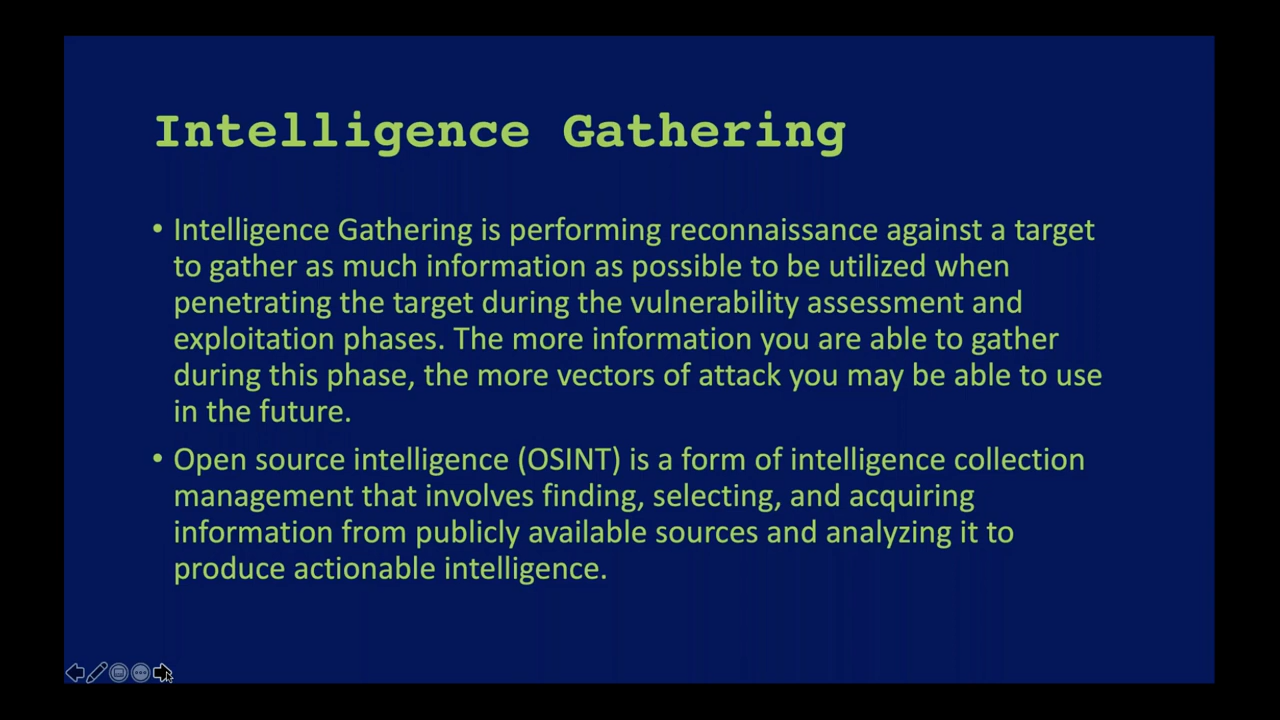 Intelligence Gathering
• Intelligence Gathering is performing reconnaissance against a target
to gather as much information as possible to be utilized when
penetrating the target during the vulnerability assessment and
exploitation phases. The more information you are able to gather
during this phase, the more vectors of attack you may be able to use
in the future.
• Open source intelligence (OSINT) is a form of intelligence collection
management that involves finding, selecting, and acquiring
information from publicly available sources and analyzing it to
produce actionable intelligence.